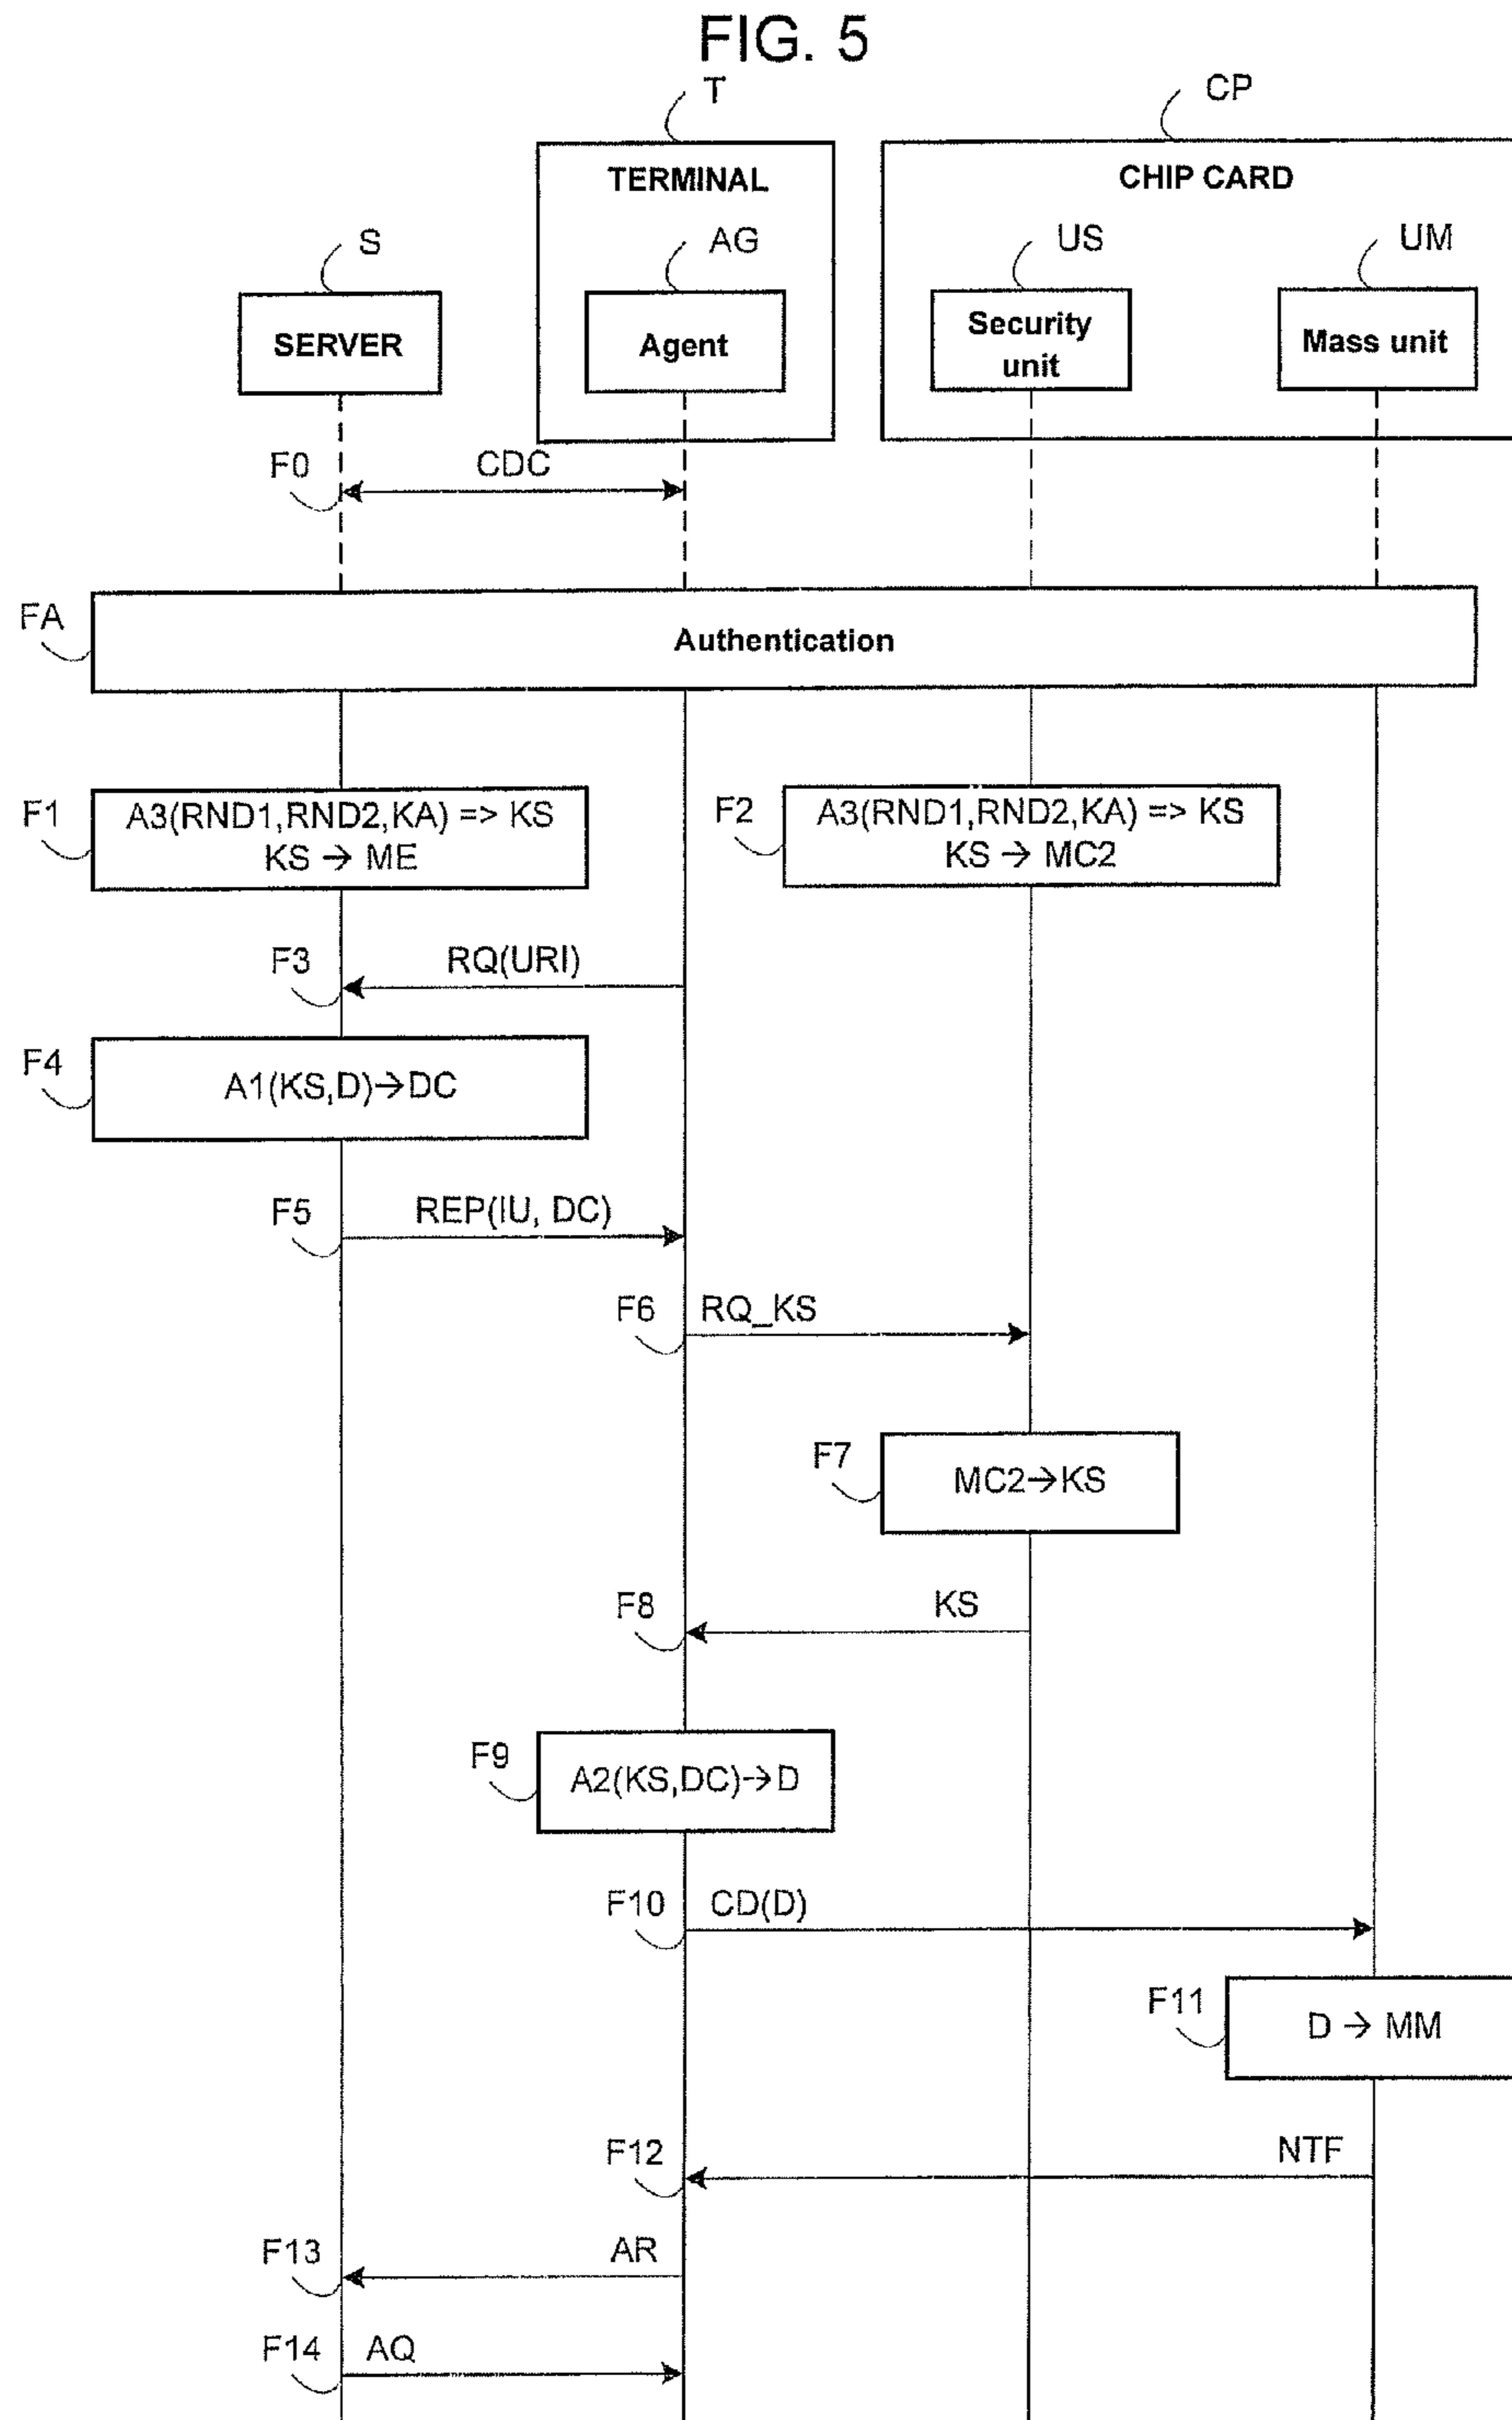 FIG. 5
T
CP
TERMINAL
CHIP CARD
S
AG
US
UM
SERVER
Agent
Security
unit
Mass unit
F0
CDC
FA
Authentication
F1
A3(RND1,RND2,KA) => KS
KS → ME
F2
A3(RND1,RND2,KA) => KS
KS → MC2
F3
RQ(URI)
F4
A1(KS,D)→DC
F5
REP(IU, DC)
F6
RQ_KS
F7
MC2→KS
F8
KS
F9
A2(KS,DC)→D
F10
CD(D)
F11
D → MM
F12
NTF
F13
AR
F14
AQ